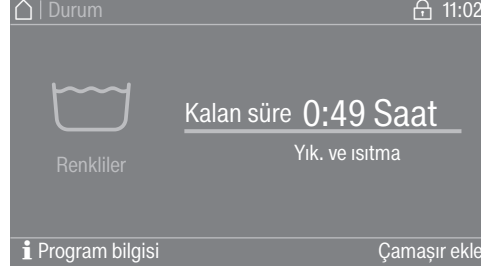 | Durum 11:02
Kalan süre 0:49 Saat
Yık. ve ısıtma
Renkliler
i Program bilgisi Çamaşır ekle